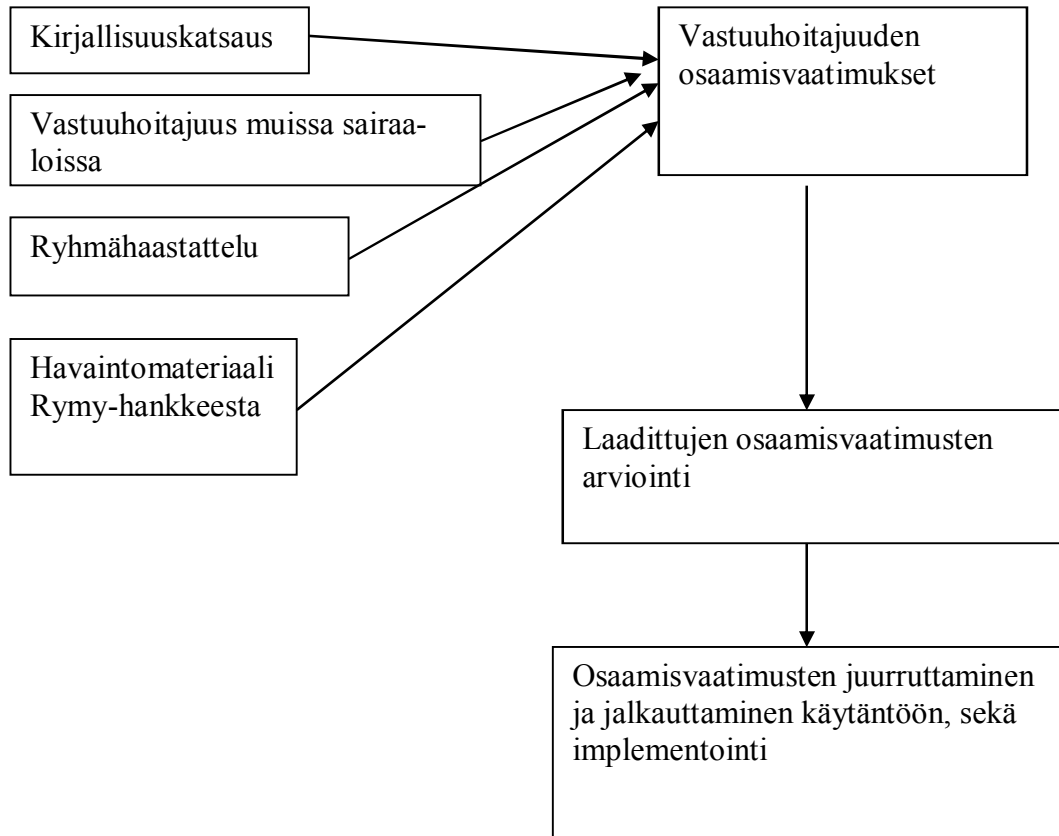 Kirjallisuuskatsaus
Vastuuhoitajuus muissa sairaa-
loissa
Ryhmähaastattelu
Havaintomateriaali
Rymy-hankkeesta
Vastuuhoitajuuden
osaamisvaatimukset
Laadittujen osaamisvaatimusten
arviointi
Osaamisvaatimusten juurruttaminen
ja jalkauttaminen käytäntöön, sekä
implementointi